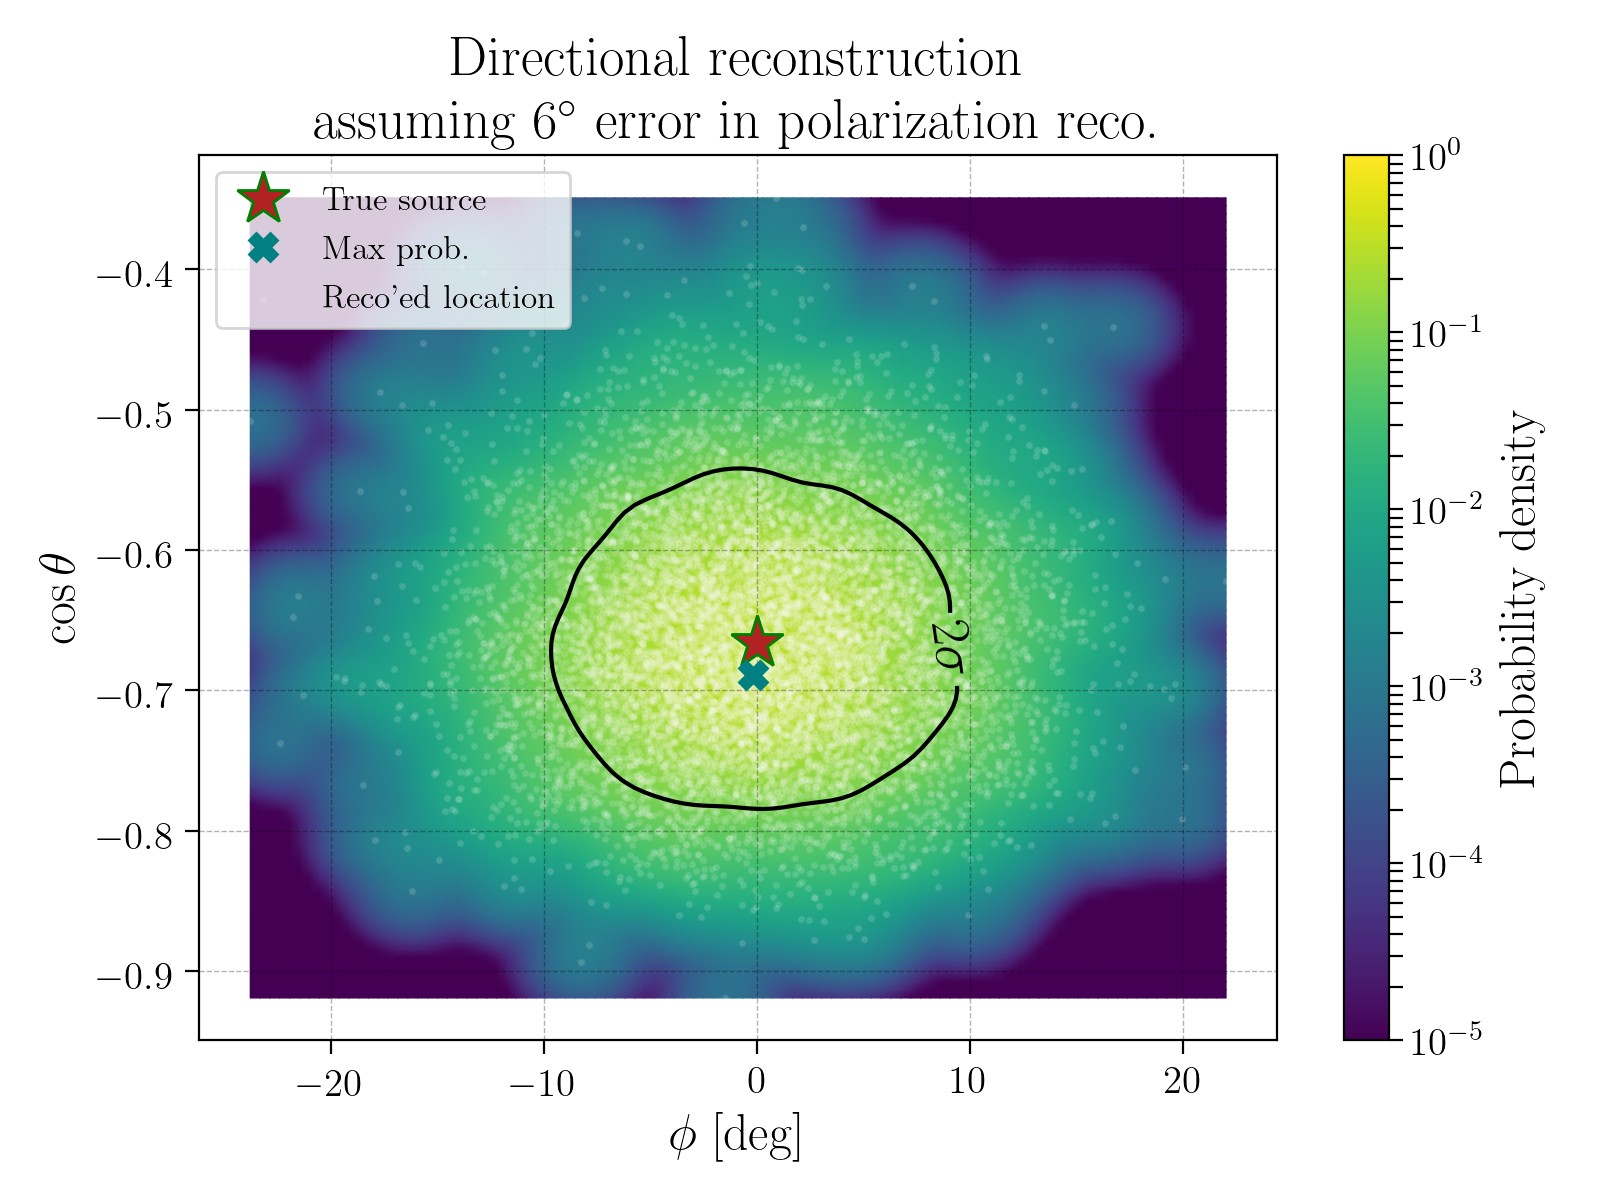 Directional reconstruction
assuming 6° error in polarization reco.
True source
Max prob.
Reco'ed location
−0.4
−0.5
−0.6
−0.7
−0.8
−0.9
cos θ
2σ
−20
−10
0
10
20
ϕ [deg]
10⁰
10⁻¹
10⁻²
10⁻³
10⁻⁴
10⁻⁵
Probability density